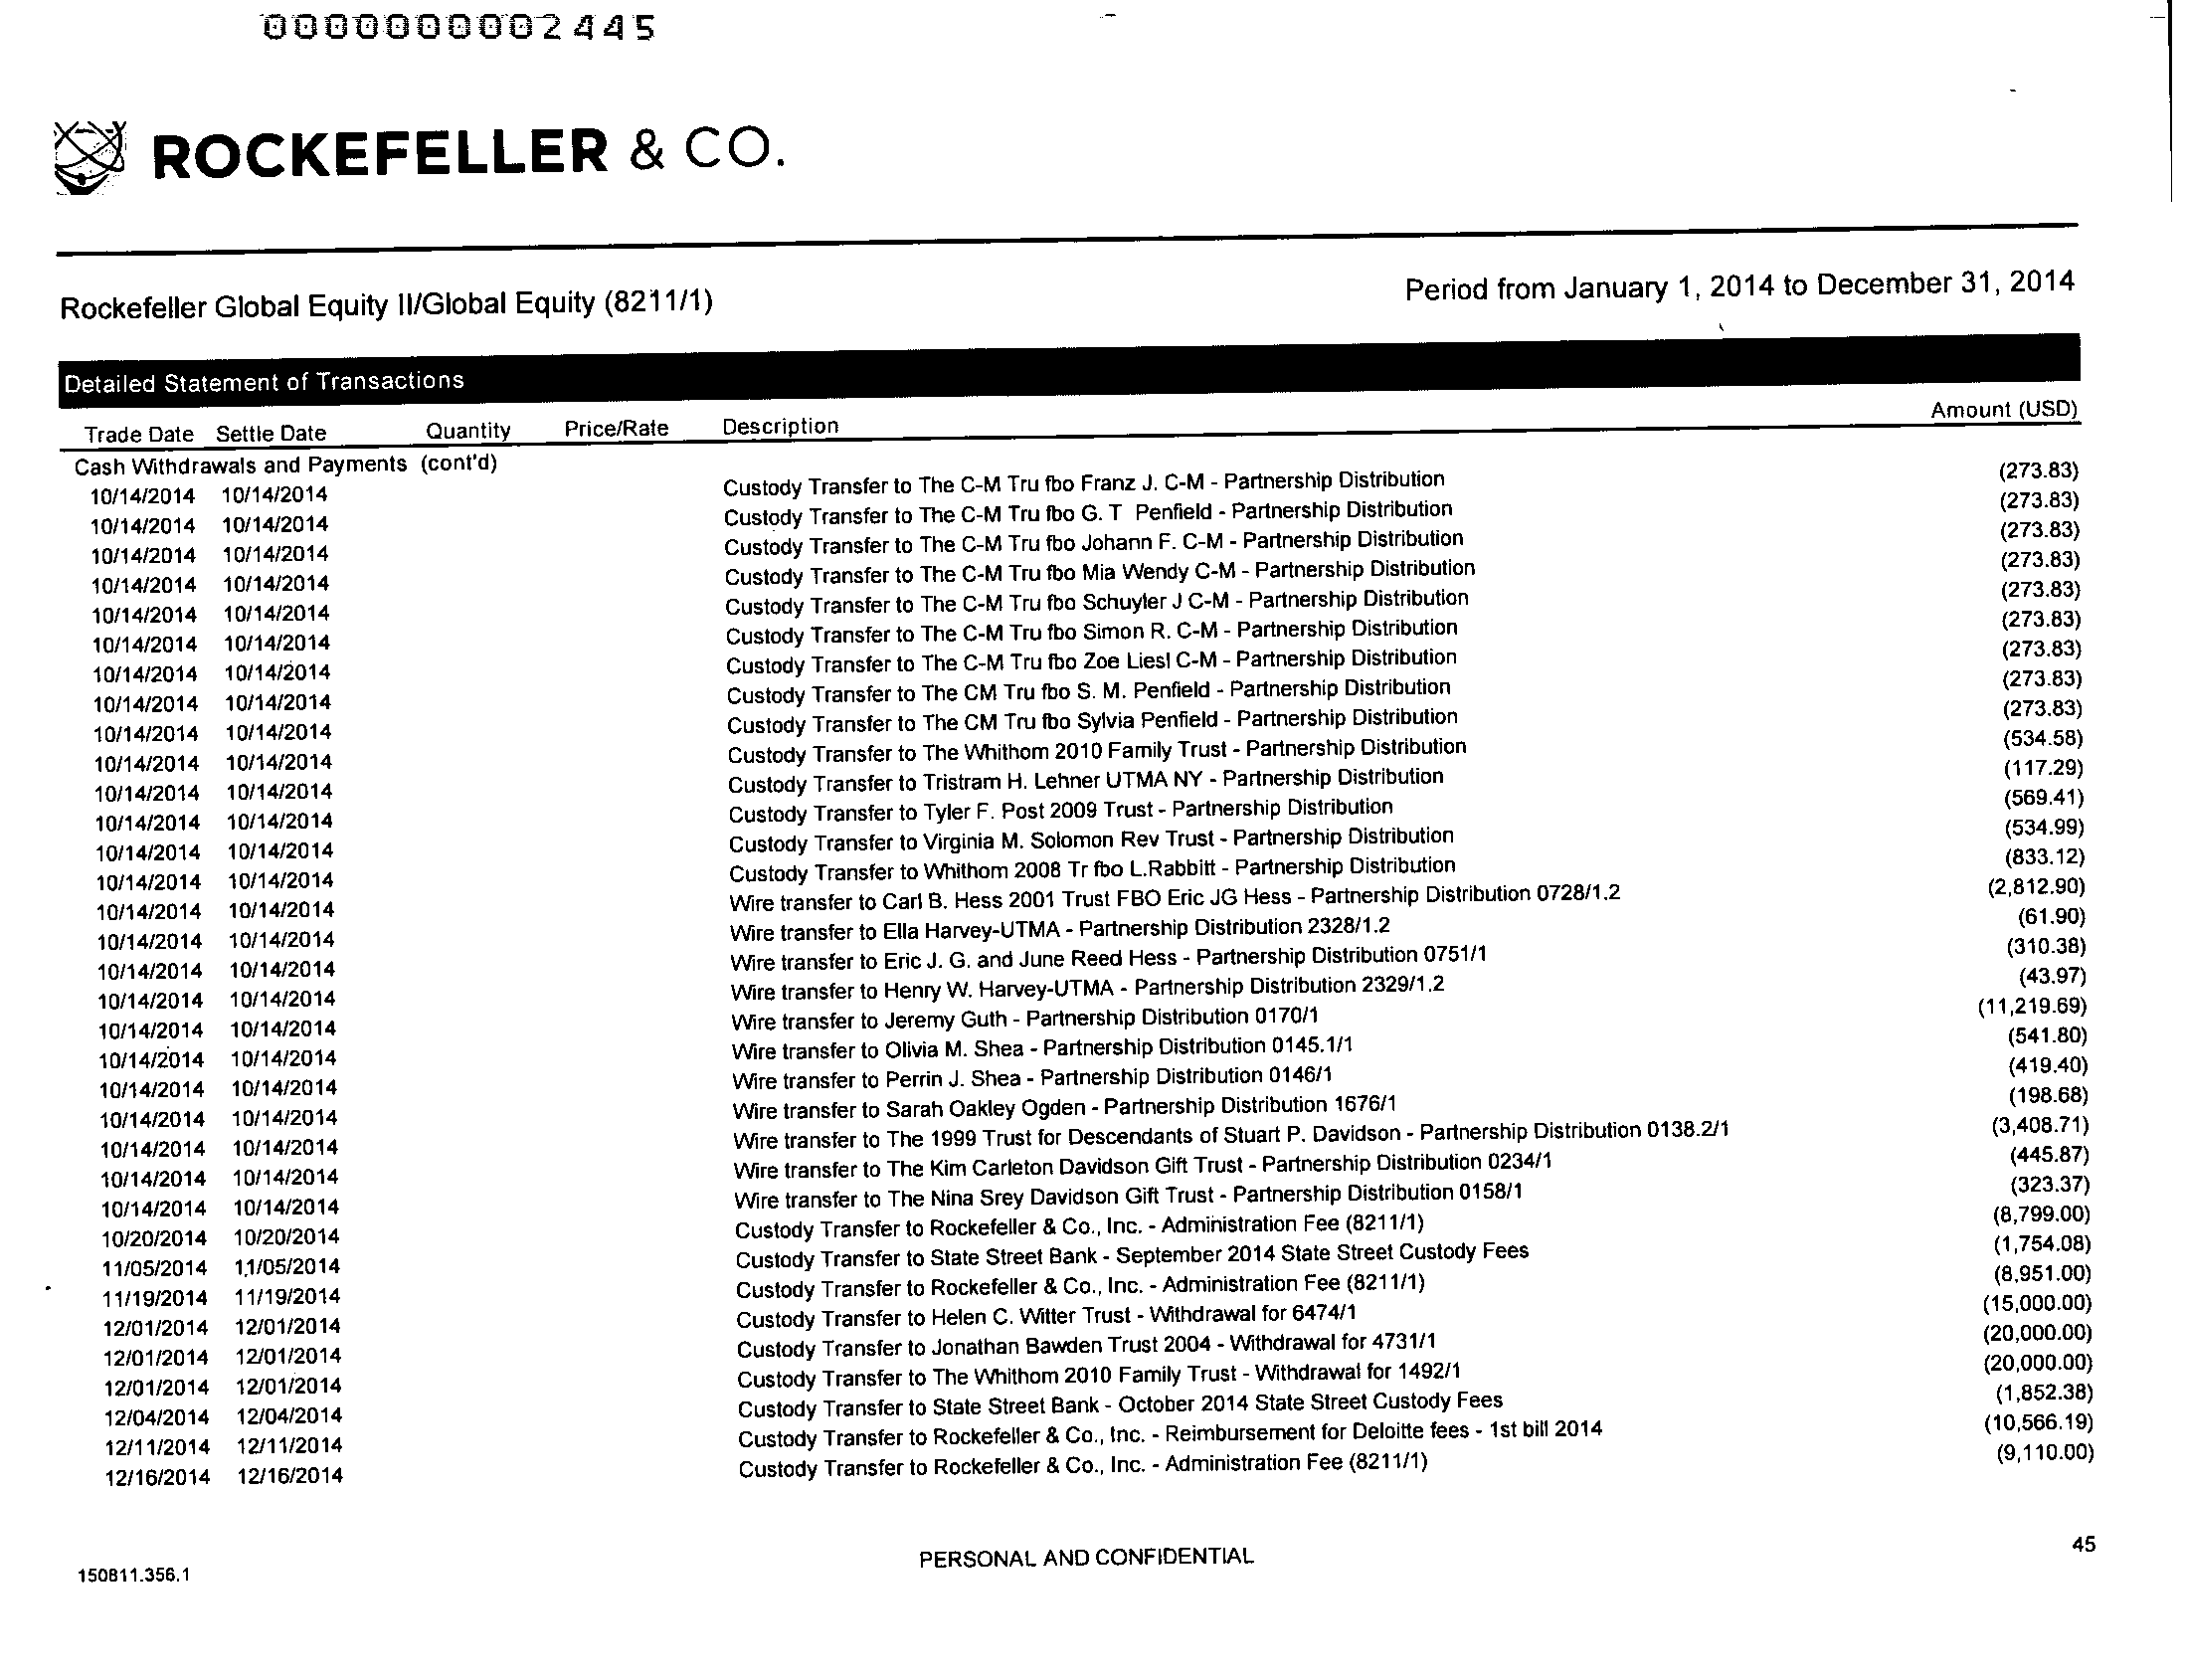 0000000002445
ROCKEFELLER & CO.
Rockefeller Global Equity II/Global Equity (8211/1) Period from January 1, 2014 to December 31, 2014
Detailed Statement of Transactions
Trade Date Settle Date Quantity Price/Rate Description Amount (USD)
Cash Withdrawals and Payments (cont'd)
10/14/2014 10/14/2014 Custody Transfer to The C-M Tru fbo Franz J. C-M - Partnership Distribution (273.83)
10/14/2014 10/14/2014 Custody Transfer to The C-M Tru fbo G. T Penfield - Partnership Distribution (273.83)
10/14/2014 10/14/2014 Custody Transfer to The C-M Tru fbo Johann F. C-M - Partnership Distribution (273.83)
10/14/2014 10/14/2014 Custody Transfer to The C-M Tru fbo Mia Wendy C-M - Partnership Distribution (273.83)
10/14/2014 10/14/2014 Custody Transfer to The C-M Tru fbo Schuyler J C-M - Partnership Distribution (273.83)
10/14/2014 10/14/2014 Custody Transfer to The C-M Tru fbo Simon R. C-M - Partnership Distribution (273.83)
10/14/2014 10/14/2014 Custody Transfer to The C-M Tru fbo Zoe Liesl C-M - Partnership Distribution (273.83)
10/14/2014 10/14/2014 Custody Transfer to The CM Tru fbo S. M. Penfield - Partnership Distribution (273.83)
10/14/2014 10/14/2014 Custody Transfer to The CM Tru fbo Sylvia Penfield - Partnership Distribution (273.83)
10/14/2014 10/14/2014 Custody Transfer to The Whithom 2010 Family Trust - Partnership Distribution (534.58)
10/14/2014 10/14/2014 Custody Transfer to Tristram H. Lehner UTMA NY - Partnership Distribution (117.29)
10/14/2014 10/14/2014 Custody Transfer to Tyler F. Post 2009 Trust - Partnership Distribution (569.41)
10/14/2014 10/14/2014 Custody Transfer to Virginia M. Solomon Rev Trust - Partnership Distribution (534.99)
10/14/2014 10/14/2014 Custody Transfer to Whithom 2008 Tr fbo L.Rabbitt - Partnership Distribution (833.12)
10/14/2014 10/14/2014 Wire transfer to Carl B. Hess 2001 Trust FBO Eric JG Hess - Partnership Distribution 0728/1.2 (2,812.90)
10/14/2014 10/14/2014 Wire transfer to Ella Harvey-UTMA - Partnership Distribution 2328/1.2 (61.90)
10/14/2014 10/14/2014 Wire transfer to Eric J. G. and June Reed Hess - Partnership Distribution 0751/1 (310.38)
10/14/2014 10/14/2014 Wire transfer to Henry W. Harvey-UTMA - Partnership Distribution 2329/1.2 (43.97)
10/14/2014 10/14/2014 Wire transfer to Jeremy Guth - Partnership Distribution 0170/1 (11,219.69)
10/14/2014 10/14/2014 Wire transfer to Olivia M. Shea - Partnership Distribution 0145.1/1 (541.80)
10/14/2014 10/14/2014 Wire transfer to Perrin J. Shea - Partnership Distribution 0146/1 (419.40)
10/14/2014 10/14/2014 Wire transfer to Sarah Oakley Ogden - Partnership Distribution 1676/1 (198.68)
10/14/2014 10/14/2014 Wire transfer to The 1999 Trust for Descendants of Stuart P. Davidson - Partnership Distribution 0138.2/1 (3,408.71)
10/14/2014 10/14/2014 Wire transfer to The Kim Carleton Davidson Gift Trust - Partnership Distribution 0234/1 (445.87)
10/14/2014 10/14/2014 Wire transfer to The Nina Srey Davidson Gift Trust - Partnership Distribution 0158/1 (323.37)
10/20/2014 10/20/2014 Custody Transfer to Rockefeller & Co., Inc. - Administration Fee (8211/1) (8,799.00)
11/05/2014 11/05/2014 Custody Transfer to State Street Bank - September 2014 State Street Custody Fees (1,754.08)
11/19/2014 11/19/2014 Custody Transfer to Rockefeller & Co., Inc. - Administration Fee (8211/1) (8,951.00)
12/01/2014 12/01/2014 Custody Transfer to Helen C. Witter Trust - Withdrawal for 6474/1 (15,000.00)
12/01/2014 12/01/2014 Custody Transfer to Jonathan Bawden Trust 2004 - Withdrawal for 4731/1 (20,000.00)
12/01/2014 12/01/2014 Custody Transfer to The Whithom 2010 Family Trust - Withdrawal for 1492/1 (20,000.00)
12/04/2014 12/04/2014 Custody Transfer to State Street Bank - October 2014 State Street Custody Fees (1,852.38)
12/11/2014 12/11/2014 Custody Transfer to Rockefeller & Co., Inc. - Reimbursement for Deloitte fees - 1st bill 2014 (10,566.19)
12/16/2014 12/16/2014 Custody Transfer to Rockefeller & Co., Inc. - Administration Fee (8211/1) (9,110.00)
150811.356.1 PERSONAL AND CONFIDENTIAL 45